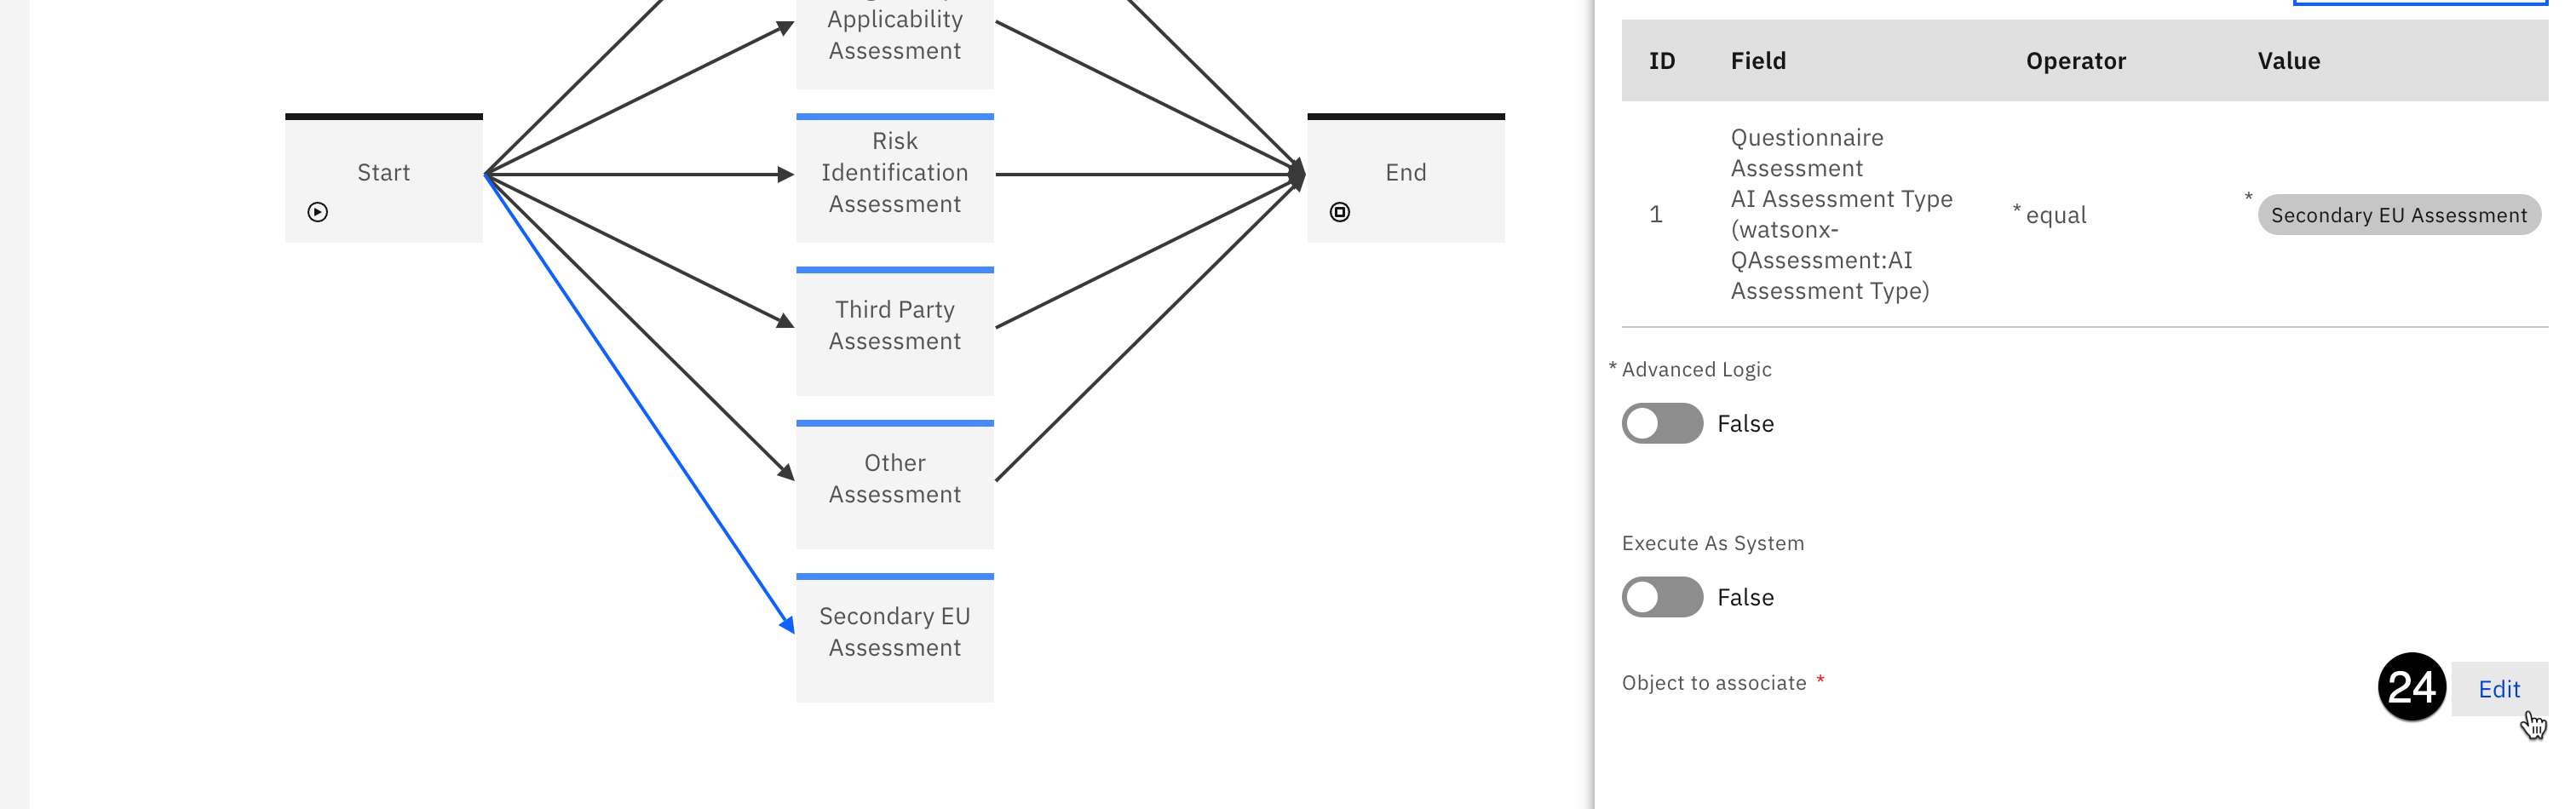 Applicability
Assessment
Start
Risk
Identification
Assessment
End
Third Party
Assessment
Other
Assessment
Secondary EU
Assessment
ID Field Operator Value
1
Questionnaire
Assessment
AI Assessment Type
(watsonx-
QAssessment:AI
Assessment Type)
* equal
* Secondary EU Assessment
* Advanced Logic
False
Execute As System
False
Object to associate *
24 Edit